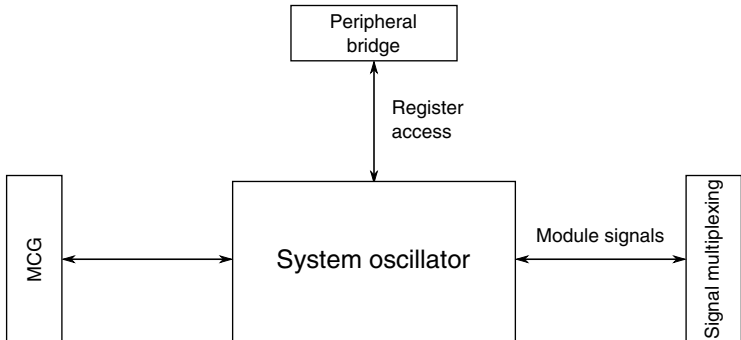 Peripheral
bridge
Register
access
MCG
System oscillator
Module signals
Signal multiplexing